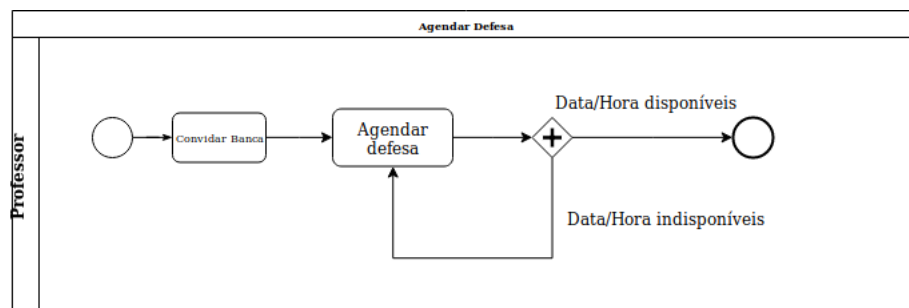 Agendar Defesa
Professor
Convidar Banca
Agendar
defesa
Data/Hora disponíveis
Data/Hora indisponíveis